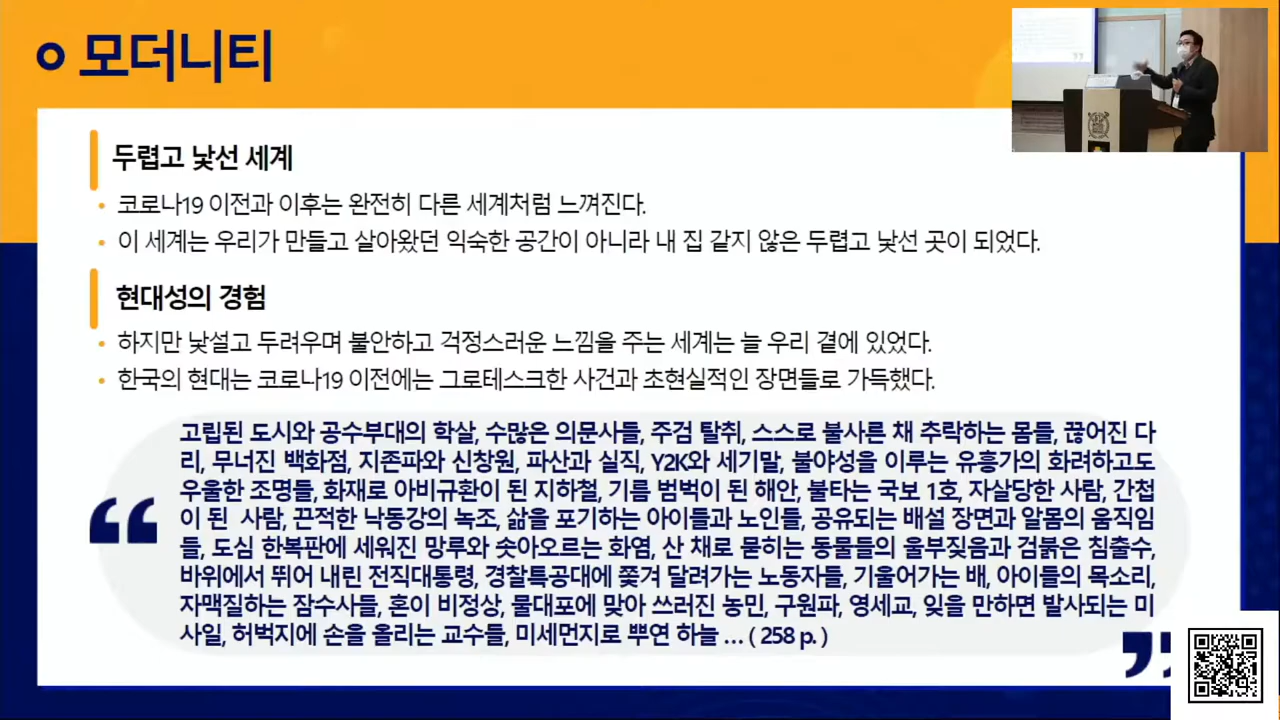 모더니티
두렵고 낯선 세계
• 코로나19 이전과 이후는 완전히 다른 세계처럼 느껴진다.
• 이 세계는 우리가 만들고 살아왔던 익숙한 공간이 아니라 내 집 같지 않은 두렵고 낯선 곳이 되었다.
현대성의 경험
• 하지만 낯설고 두려우며 불안하고 걱정스러운 느낌을 주는 세계는 늘 우리 곁에 있었다.
• 한국의 현대는 코로나19 이전에는 그로테스크한 사건과 초현실적인 장면들로 가득했다.
“
고립된 도시와 공수부대의 학살, 수많은 의문사들, 주검 탈취, 스스로 불사른 채 추락하는 몸들, 끊어진 다
리, 무너진 백화점, 지존파와 신창원, 파산과 실직, Y2K와 세기말, 불야성을 이루는 유흥가의 화려하고도
우울한 조명들, 화재로 아비규환이 된 지하철, 기름 범벅이 된 해안, 불타는 국보 1호, 자살당한 사람, 간첩
이 된 사람, 끈적한 낙동강의 녹조, 삶을 포기하는 아이들과 노인들, 공유되는 배설 장면과 알몸의 움직임
들, 도심 한복판에 세워진 망루와 솟아오르는 화염, 산 채로 묻히는 동물들의 울부짖음과 검붉은 침출수,
바위에서 뛰어 내린 전직대통령, 경찰특공대에 쫓겨 달려가는 노동자들, 기울어가는 배, 아이들의 목소리,
자맥질하는 잠수사들, 혼이 비정상, 물대포에 맞아 쓰러진 농민, 구원파, 영세교, 잊을 만하면 발사되는 미
사일, 허벅지에 손을 올리는 교수들, 미세먼지로 뿌연 하늘 … ( 258 p. )
”